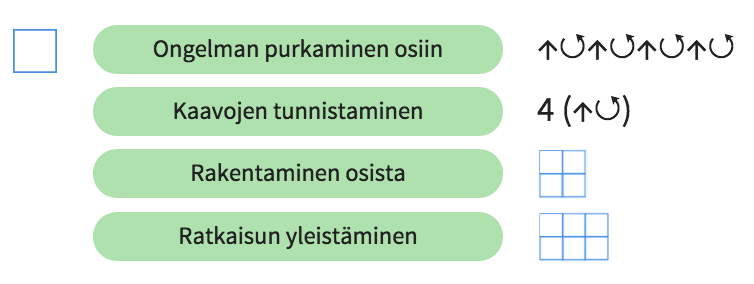 Ongelman purkaminen osiin ↑↺↑↺↑↺↑↺
Kaavojen tunnistaminen 4 (↑↺)
Rakentaminen osista
Ratkaisun yleistäminen